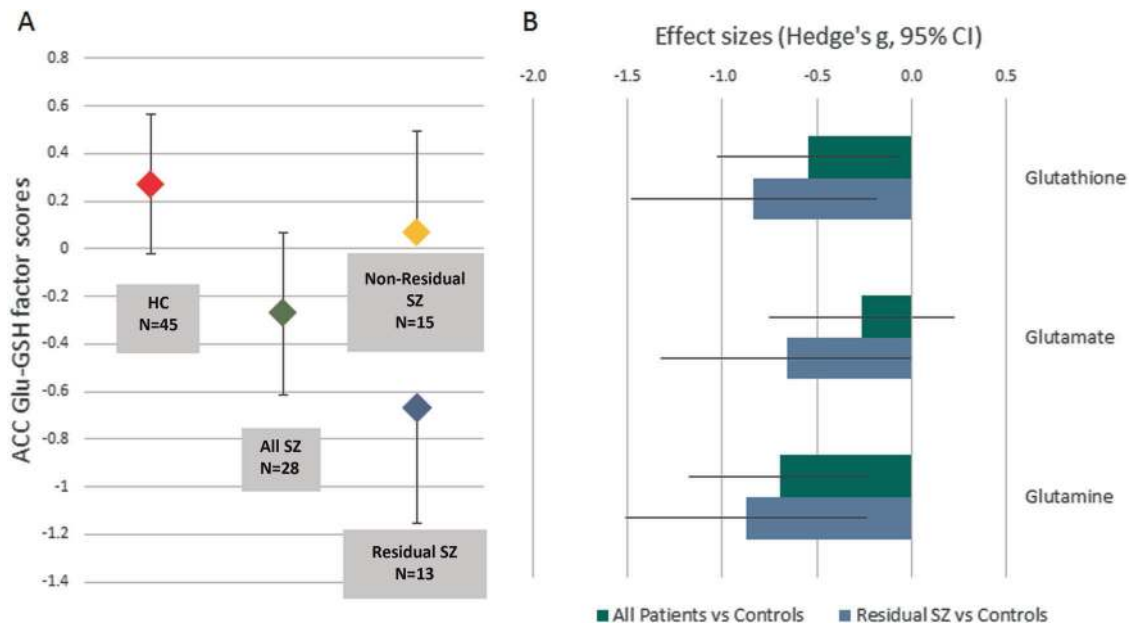 A
ACC Glu-GSH factor scores
0.8
0.6
0.4
0.2
0
-0.2
-0.4
-0.6
-0.8
-1
-1.2
-1.4
HC
N=45
All SZ
N=28
Non-Residual
SZ
N=15
Residual SZ
N=13
B
Effect sizes (Hedge's g, 95% CI)
-2.0 -1.5 -1.0 -0.5 0.0 0.5
Glutathione
Glutamate
Glutamine
All Patients vs Controls Residual SZ vs Controls